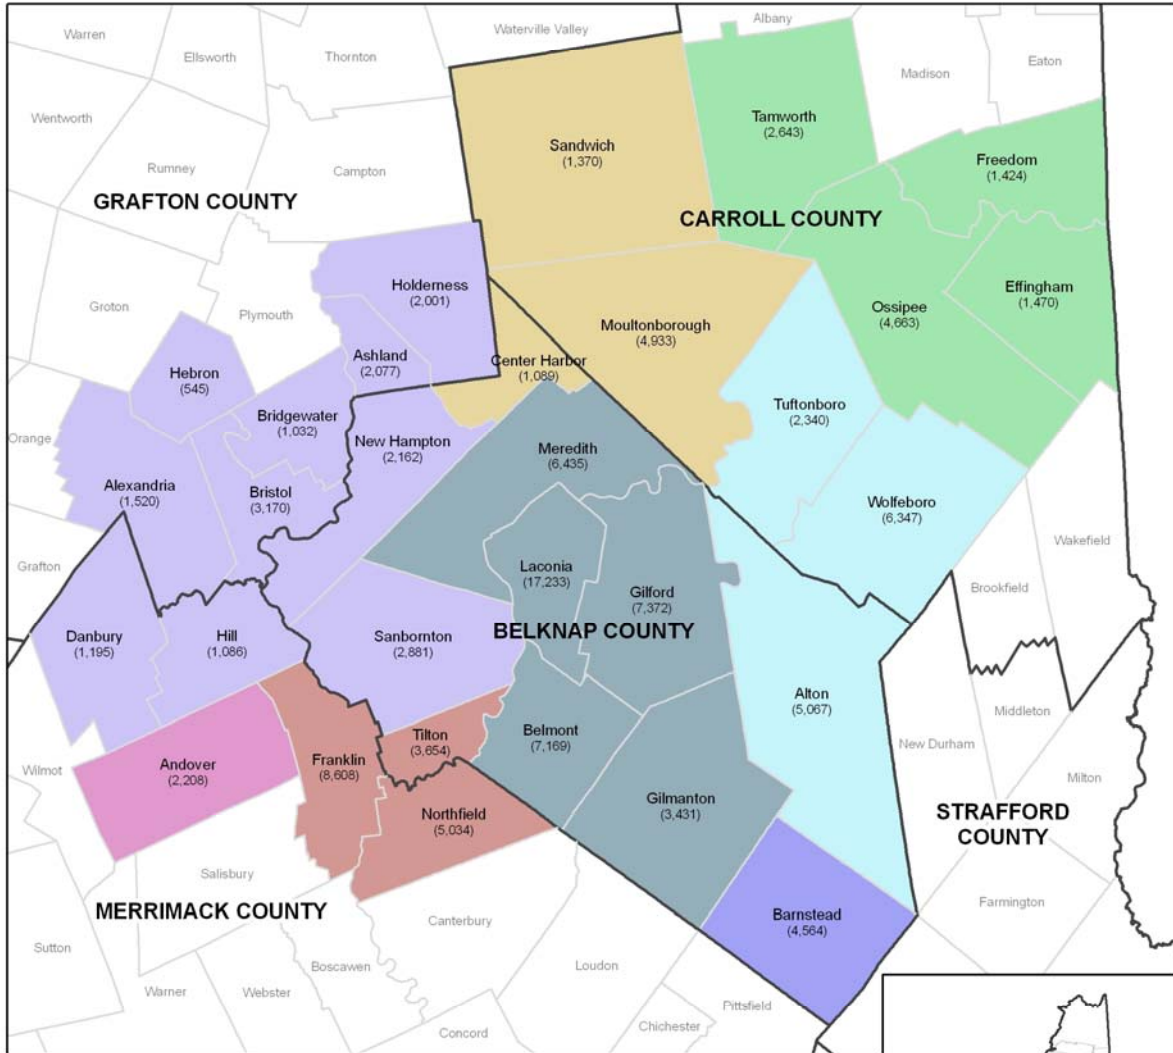 Waterville Valley
Albany
Warren
Ellsworth
Thornton
Madison
Eaton
Wentworth
Tamworth
(2,643)
Sandwich
(1,370)
Freedom
(1,424)
Rumney
Campton
GRAFTON COUNTY
CARROLL COUNTY
Holderness
(2,001)
Effingham
(1,470)
Groton
Plymouth
Ossipee
(4,663)
Moultonborough
(4,933)
Ashland
(2,077)
Center Harbor
(1,089)
Hebron
(545)
Bridgewater
(1,032)
Tuftonboro
(2,340)
Orange
New Hampton
(2,162)
Meredith
(6,435)
Alexandria
(1,520)
Bristol
(3,170)
Wolfeboro
(6,347)
Wakefield
Grafton
Laconia
(17,233)
Gilford
(7,372)
Brookfield
Danbury
(1,195)
Hill
(1,086)
Sanbornton
(2,881)
BELKNAP COUNTY
Alton
(5,067)
Middleton
Tilton
(3,654)
Belmont
(7,169)
New Durham
Wilmot
Andover
(2,208)
Franklin
(8,608)
Milton
Northfield
(5,034)
Gilmanton
(3,431)
STRAFFORD
COUNTY
Salisbury
MERRIMACK COUNTY
Canterbury
Barnstead
(4,564)
Farmington
Sutton
Boscawen
Loudon
Warner
Webster
Pittsfield
Concord
Chichester